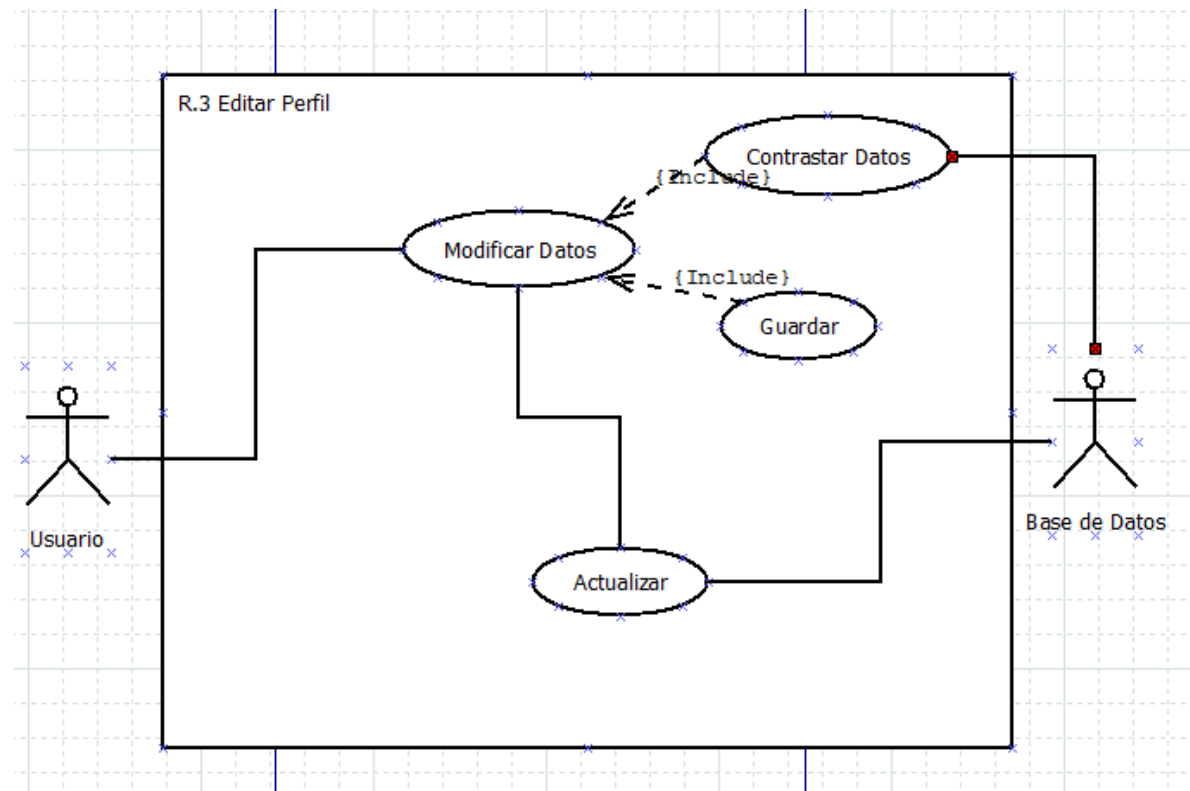 R.3 Editar Perfil
Contrastar Datos
{Include}
Modificar Datos
{Include}
Guardar
Usuario
Base de Datos
Actualizar